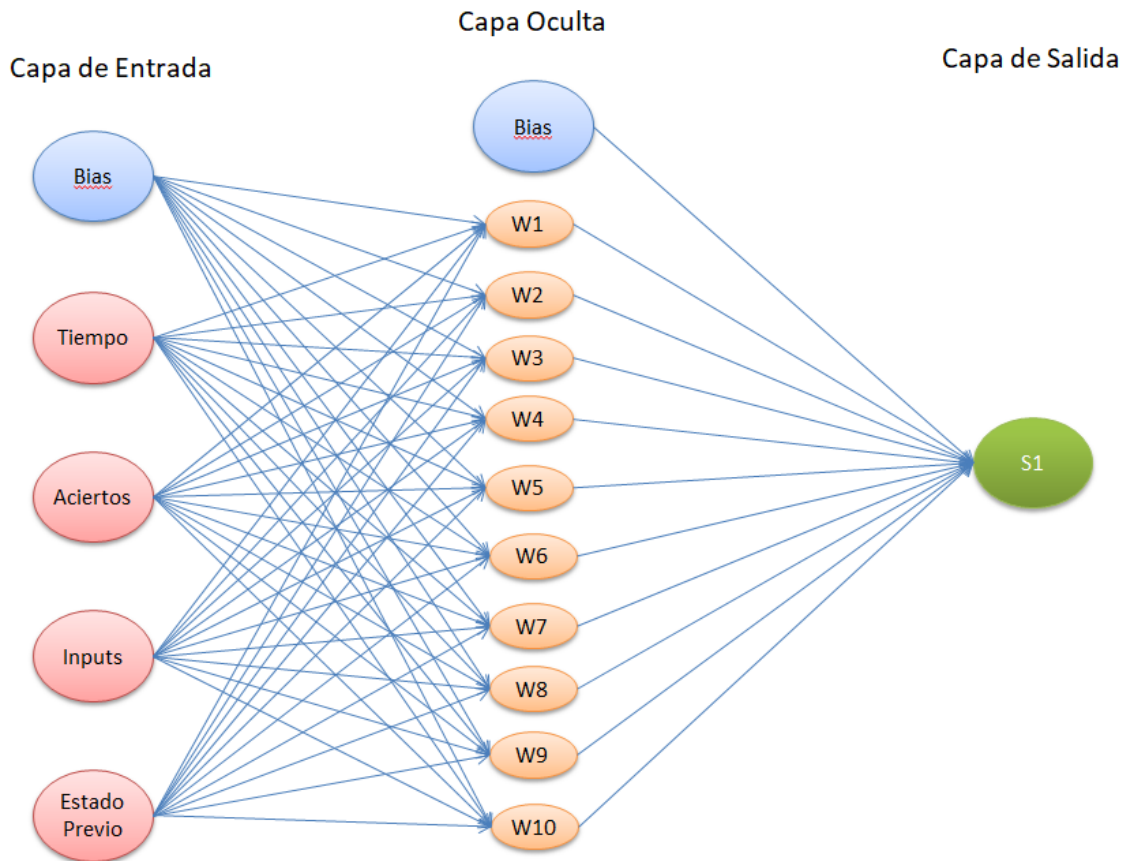 Capa de Entrada
Bias
Tiempo
Aciertos
Inputs
Estado
Previo
Capa Oculta
Bias
W1
W2
W3
W4
W5
W6
W7
W8
W9
W10
Capa de Salida
S1